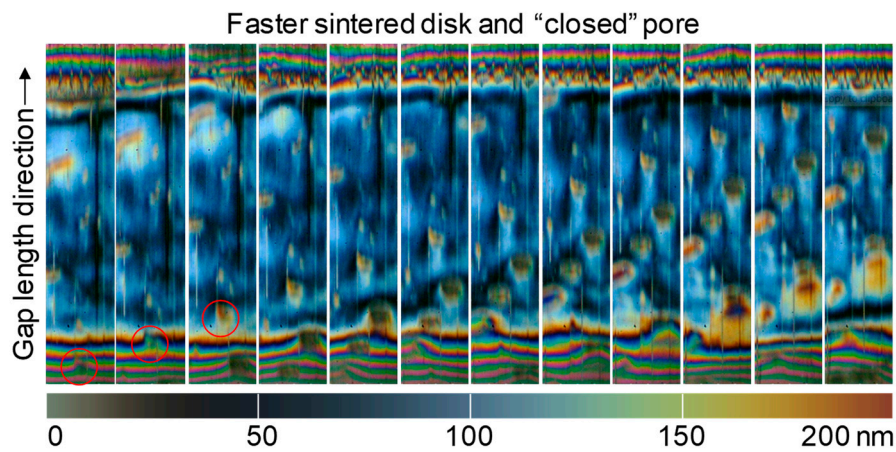 Faster sintered disk and “closed” pore
Gap length direction
0 50 100 150 200 nm